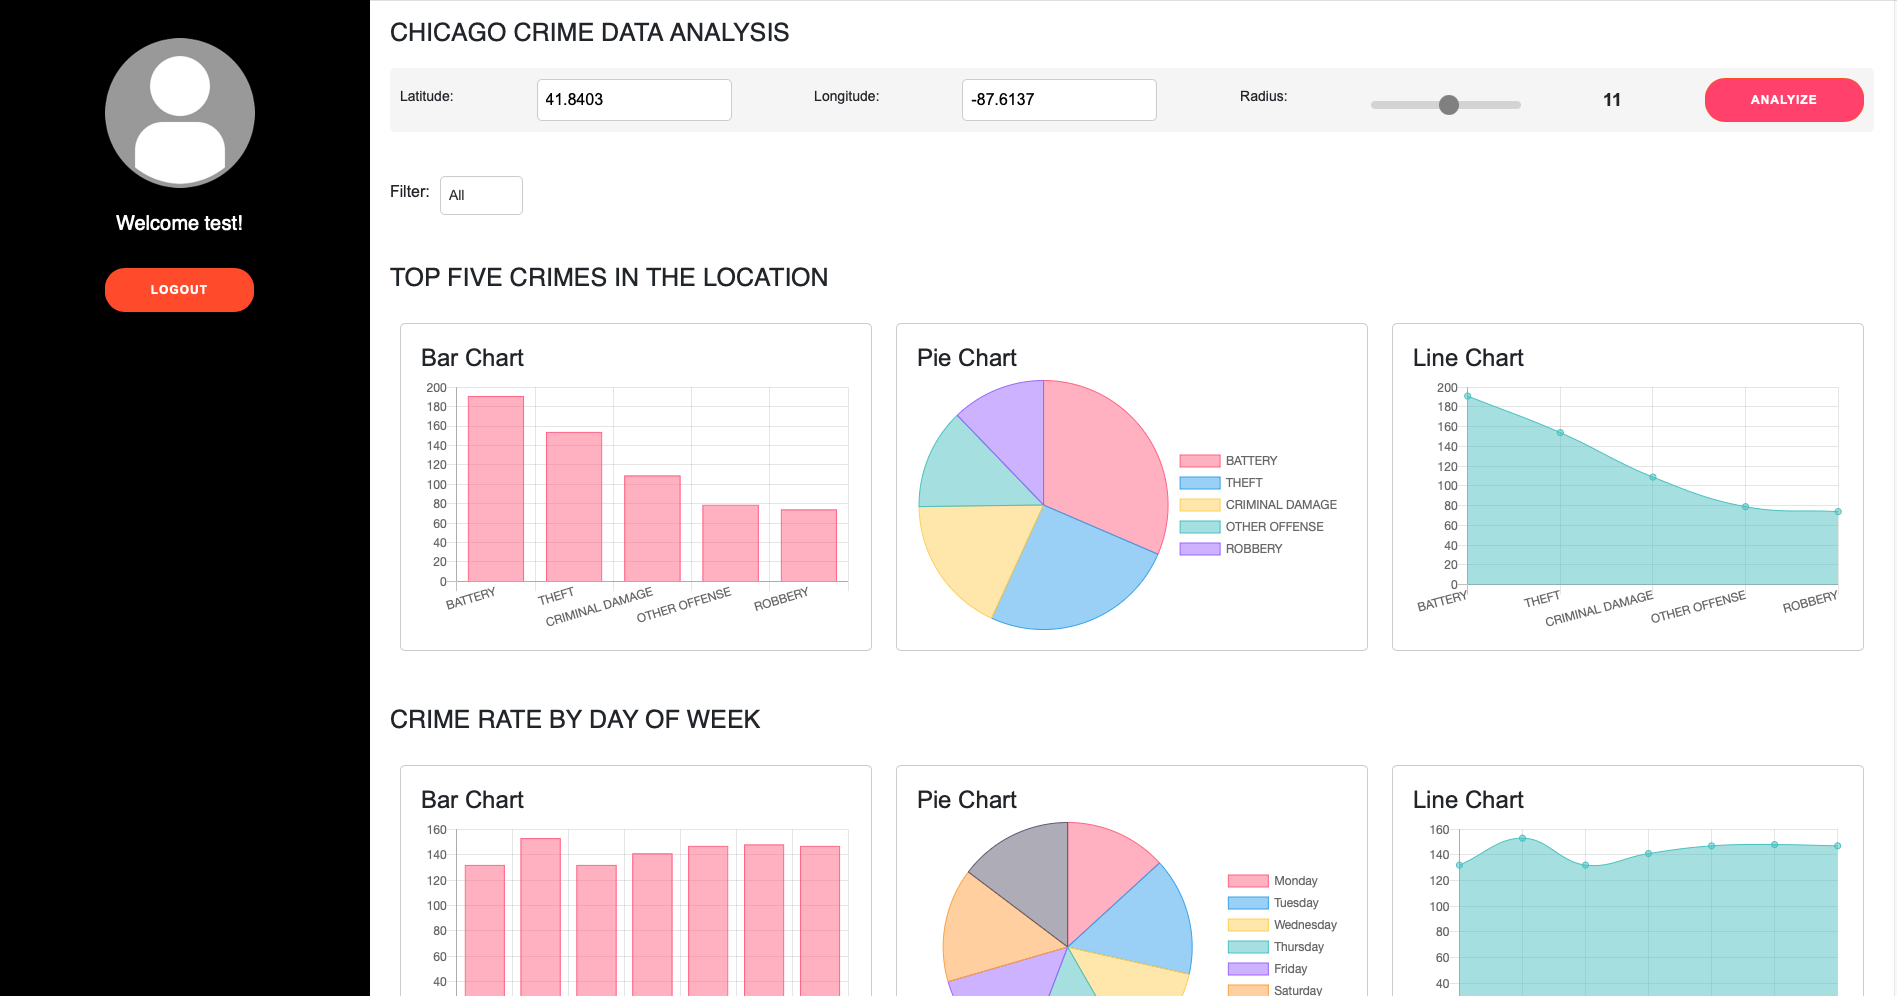 Welcome test!
LOGOUT
CHICAGO CRIME DATA ANALYSIS
Latitude: 41.8403 Longitude: -87.6137 Radius: 11 ANALYIZE
Filter: All
TOP FIVE CRIMES IN THE LOCATION
Bar Chart
200
180
160
140
120
100
80
60
40
20
0
BATTERY THEFT CRIMINAL DAMAGE OTHER OFFENSE ROBBERY
Pie Chart
BATTERY
THEFT
CRIMINAL DAMAGE
OTHER OFFENSE
ROBBERY
Line Chart
200
180
160
140
120
100
80
60
40
20
0
BATTERY THEFT CRIMINAL DAMAGE OTHER OFFENSE ROBBERY
CRIME RATE BY DAY OF WEEK
Bar Chart
160
140
120
100
80
60
40
Pie Chart
Monday
Tuesday
Wednesday
Thursday
Friday
Saturday
Line Chart
160
140
120
100
80
60
40